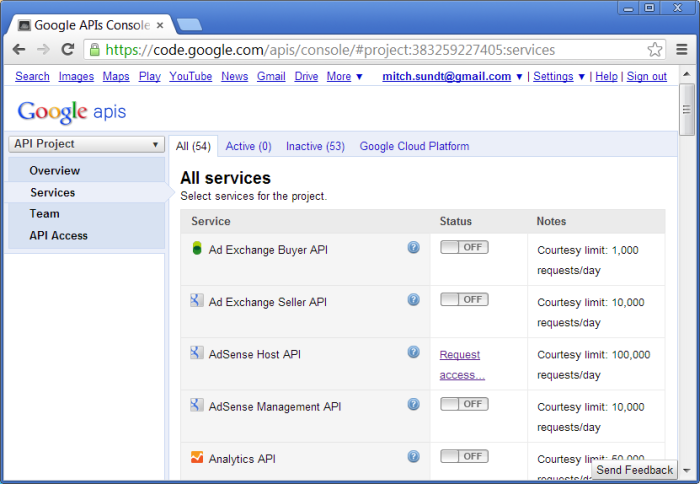 Google APIs Console
https://code.google.com/apis/console/#project:383259227405:services
Search Images Maps Play YouTube News Gmail Drive More ▼ mitch.sundt@gmail.com ▼ | Settings ▼ | Help | Sign out
Google apis
API Project ▼
Overview
Services
Team
API Access
All (54) Active (0) Inactive (53) Google Cloud Platform
All services
Select services for the project.
Service Status Notes
Ad Exchange Buyer API ? OFF Courtesy limit: 1,000
requests/day
Ad Exchange Seller API ? OFF Courtesy limit: 10,000
requests/day
AdSense Host API ? Request Courtesy limit: 100,000
access... requests/day
AdSense Management API ? OFF Courtesy limit: 10,000
requests/day
Analytics API ? OFF Courtesy limit: 50,000
Send Feedback